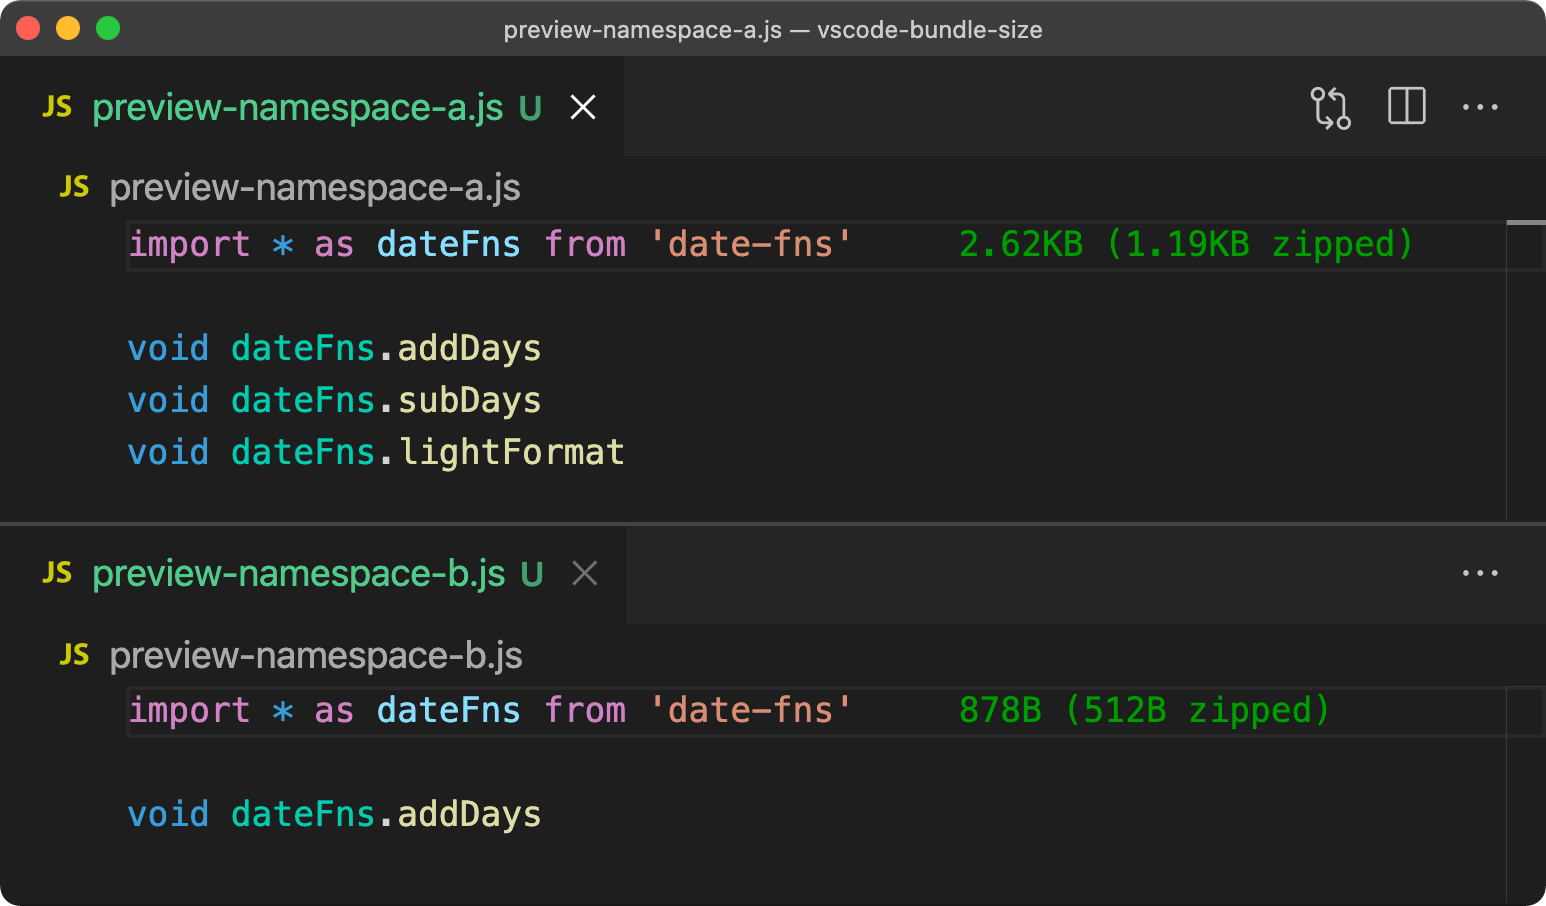 preview-namespace-a.js — vscode-bundle-size
JS preview-namespace-a.js U
JS preview-namespace-a.js
import * as dateFns from 'date-fns' 2.62KB (1.19KB zipped)
void dateFns.addDays
void dateFns.subDays
void dateFns.lightFormat
JS preview-namespace-b.js U
JS preview-namespace-b.js
import * as dateFns from 'date-fns' 878B (512B zipped)
void dateFns.addDays